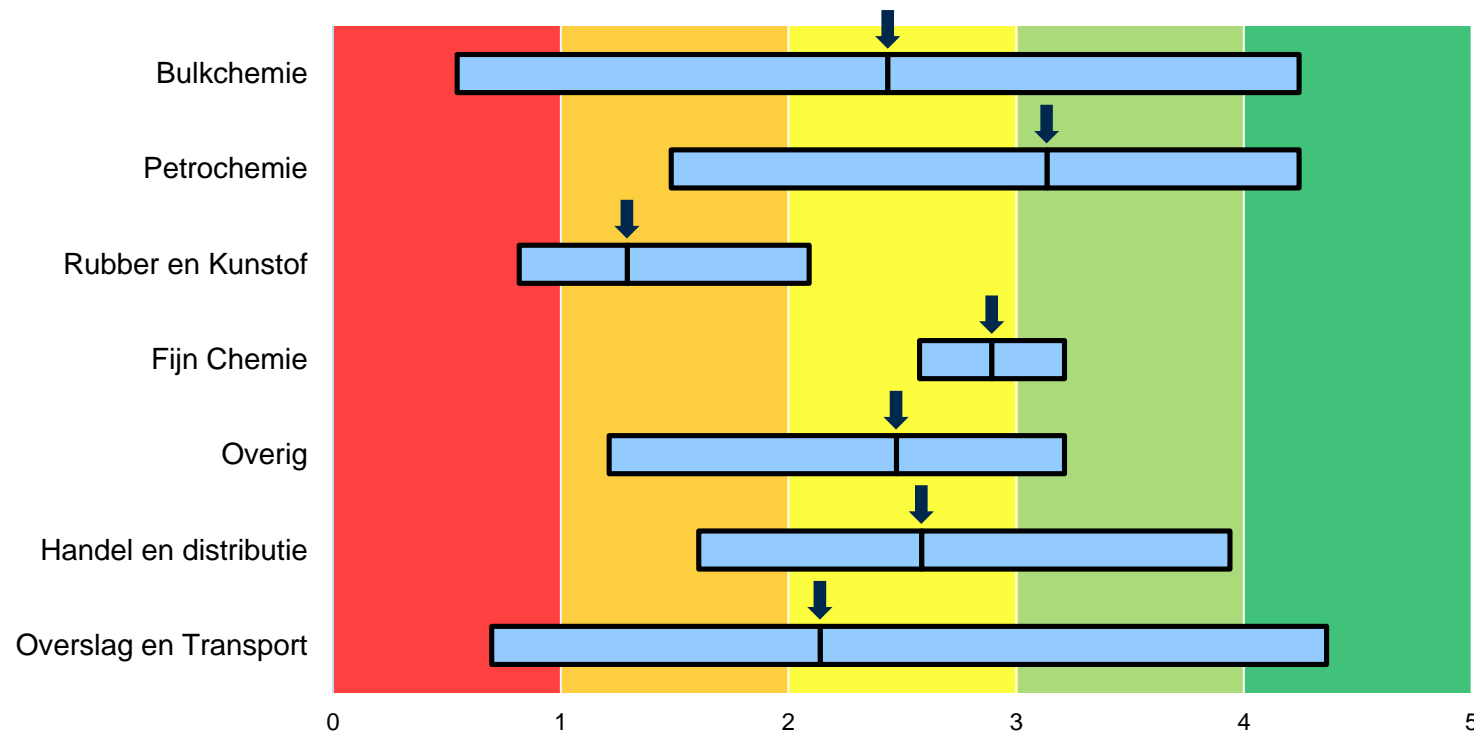 Bulkchemie
Petrochemie
Rubber en Kunstof
Fijn Chemie
Overig
Handel en distributie
Overslag en Transport
0 1 2 3 4 5